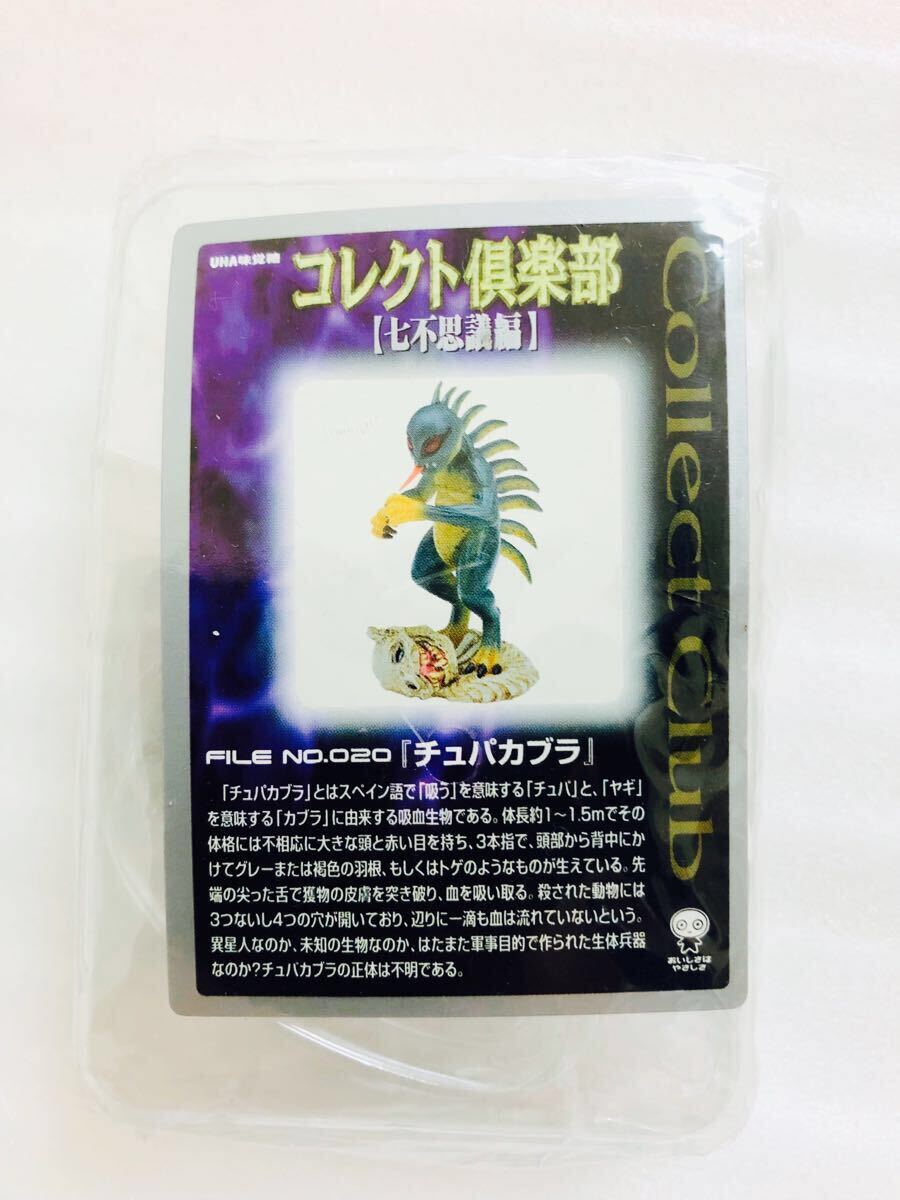 UHA味覚糖
コレクト倶楽部
【七不思議編】
Collect Club
FILE NO.020『チュパカブラ』
「チュパカブラ」とはスペイン語で「吸う」を意味する「チュパ」と、「ヤギ」
を意味する「カブラ」に由来する吸血生物である。体長約1~1.5mでその
体格には不相応に大きな頭と赤い目を持ち、3本指で、頭部から背中にか
けてグレーまたは褐色の羽根、もしくはトゲのようなものが生えている。先
端の尖った舌で獲物の皮膚を突き破り、血を吸い取る。殺された動物には
3つないし4つの穴が開いており、辺りに一滴も血は流れていないという。
異星人なのか、未知の生物なのか、はたまた軍事目的で作られた生体兵器
なのか?チュパカブラの正体は不明である。
おいしさは
やさしさ